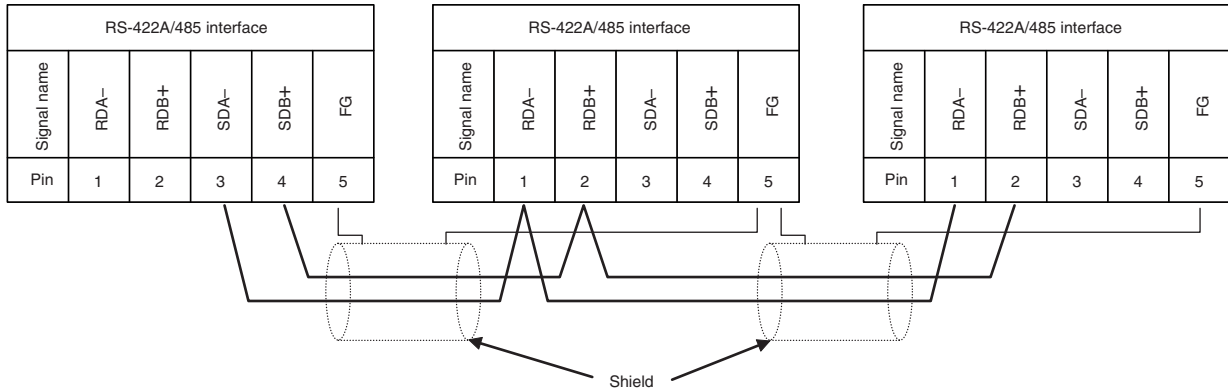 RS-422A/485 interface
Signal name RDA− RDB+ SDA− SDB+ FG
Pin 1 2 3 4 5
RS-422A/485 interface
Signal name RDA− RDB+ SDA− SDB+ FG
Pin 1 2 3 4 5
RS-422A/485 interface
Signal name RDA− RDB+ SDA− SDB+ FG
Pin 1 2 3 4 5
Shield